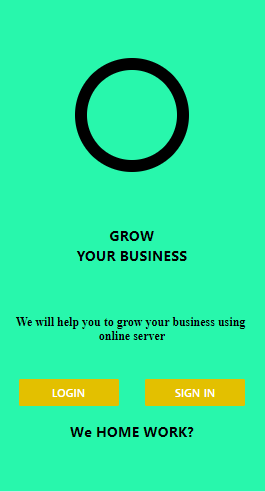 GROW
YOUR BUSINESS
We will help you to grow your business using
online server
LOGIN
SIGN IN
We HOME WORK?